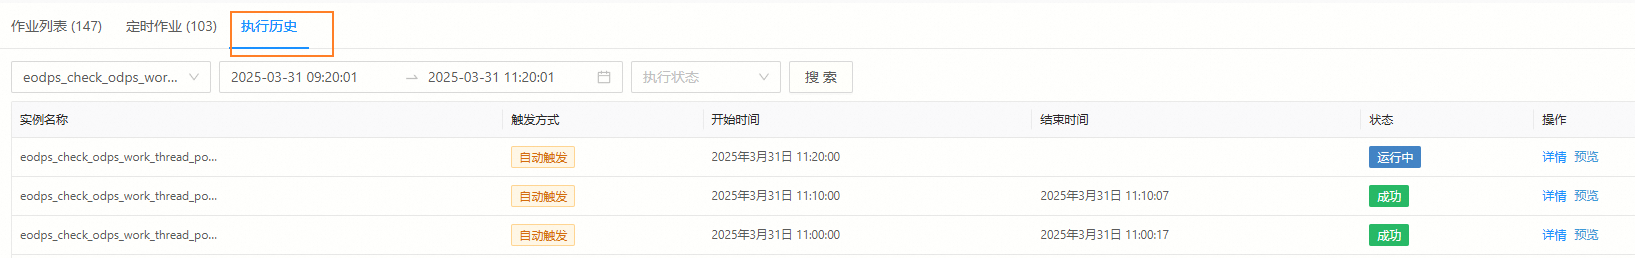 作业列表 (147) 定时作业 (103) 执行历史
eodps_check_odps_wor... 2025-03-31 09:20:01 → 2025-03-31 11:20:01 执行状态 搜 索
实例名称 触发方式 开始时间 结束时间 状态 操作
eodps_check_odps_work_thread_po... 自动触发 2025年3月31日 11:20:00 运行中 详情 预览
eodps_check_odps_work_thread_po... 自动触发 2025年3月31日 11:10:00 2025年3月31日 11:10:07 成功 详情 预览
eodps_check_odps_work_thread_po... 自动触发 2025年3月31日 11:00:00 2025年3月31日 11:00:17 成功 详情 预览